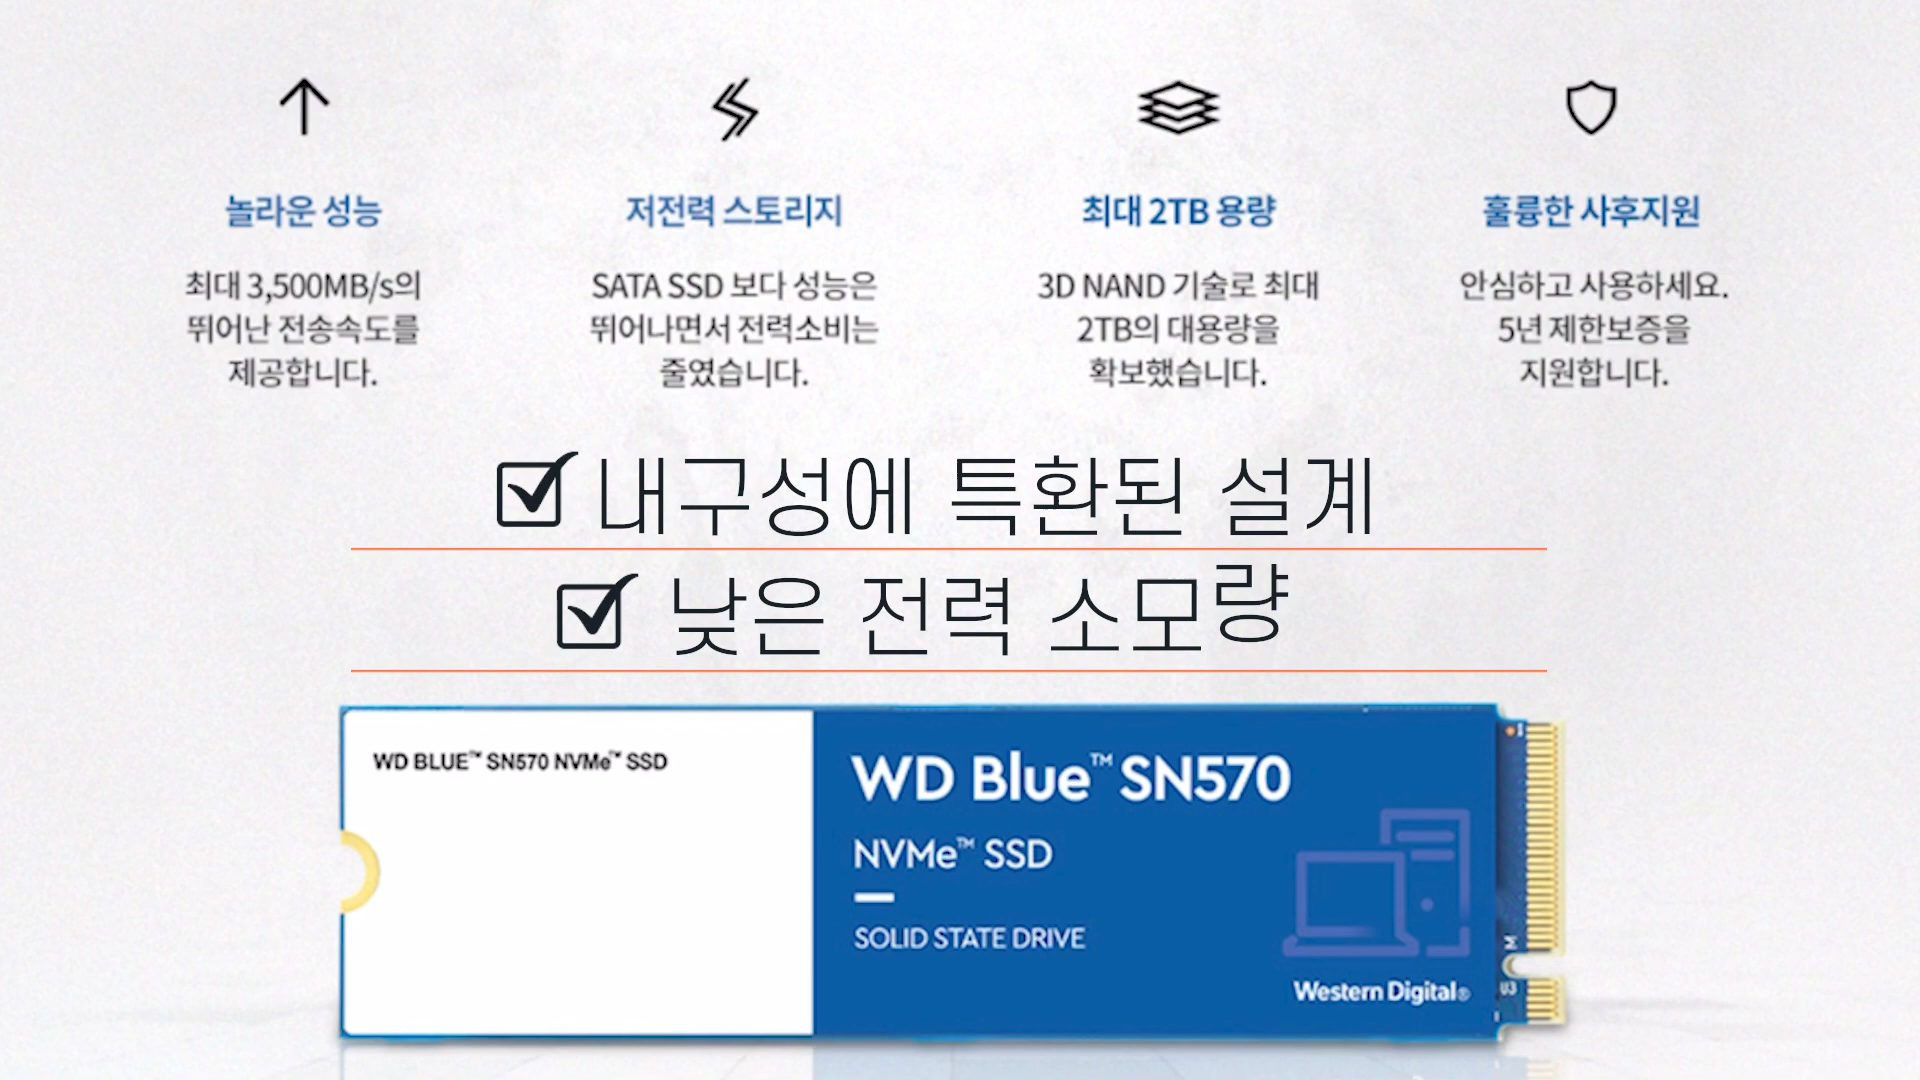 놀라운 성능
최대 3,500MB/s의
뛰어난 전송속도를
제공합니다.
저전력 스토리지
SATA SSD 보다 성능은
뛰어나면서 전력소비는
줄였습니다.
최대 2TB 용량
3D NAND 기술로 최대
2TB의 대용량을
확보했습니다.
훌륭한 사후지원
안심하고 사용하세요.
5년 제한보증을
지원합니다.
내구성에 특환된 설계
낮은 전력 소모량
WD BLUE™ SN570 NVMe™ SSD
WD Blue™ SN570
NVMe™ SSD
SOLID STATE DRIVE
Western Digital®
1
M
U3